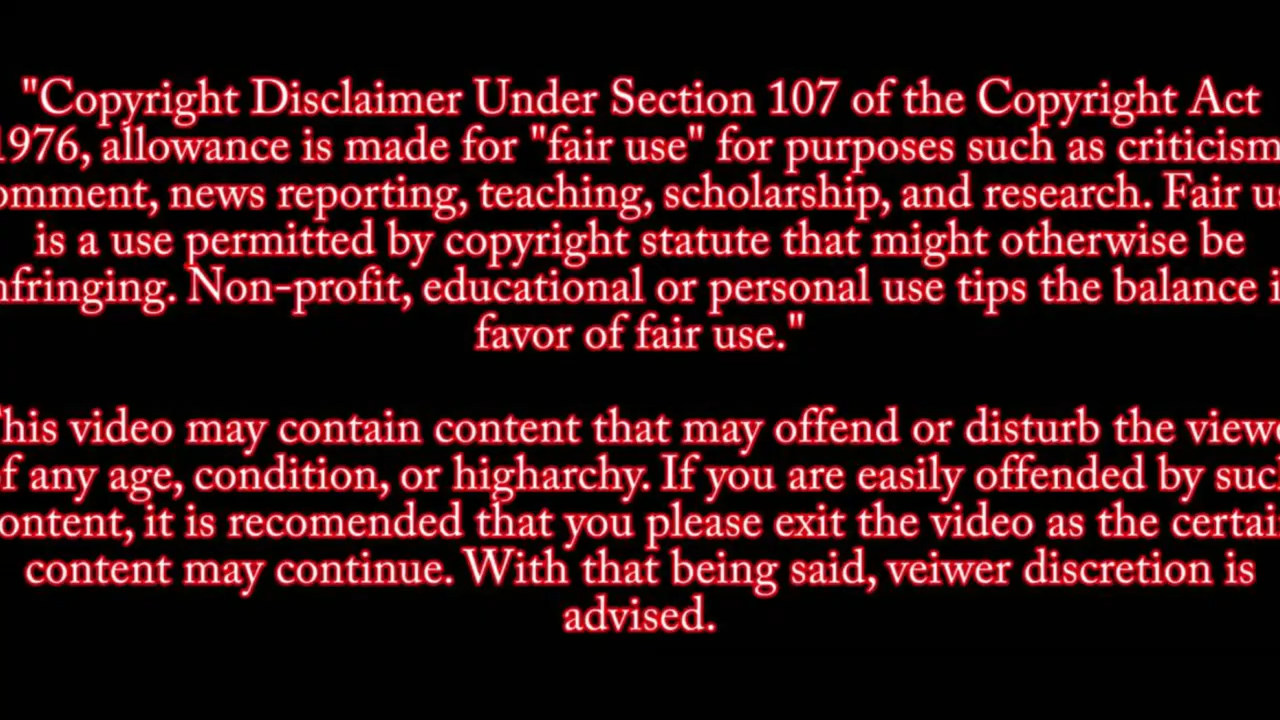 "Copyright Disclaimer Under Section 107 of the Copyright Act
1976, allowance is made for "fair use" for purposes such as criticism
omment, news reporting, teaching, scholarship, and research. Fair u
is a use permitted by copyright statute that might otherwise be
nfringing. Non-profit, educational or personal use tips the balance i
favor of fair use."
This video may contain content that may offend or disturb the viewe
of any age, condition, or higharchy. If you are easily offended by such
ontent, it is recomended that you please exit the video as the certai
content may continue. With that being said, veiwer discretion is
advised.